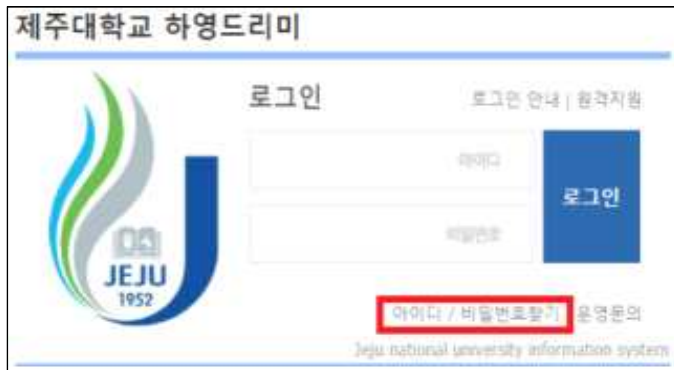 제주대학교 하영드리미
로그인
로그인 안내 | 원격지원
아이디
로그인
비밀번호
JEJU
1952
아이디 / 비밀번호찾기
운영문의
Jeju national university information system